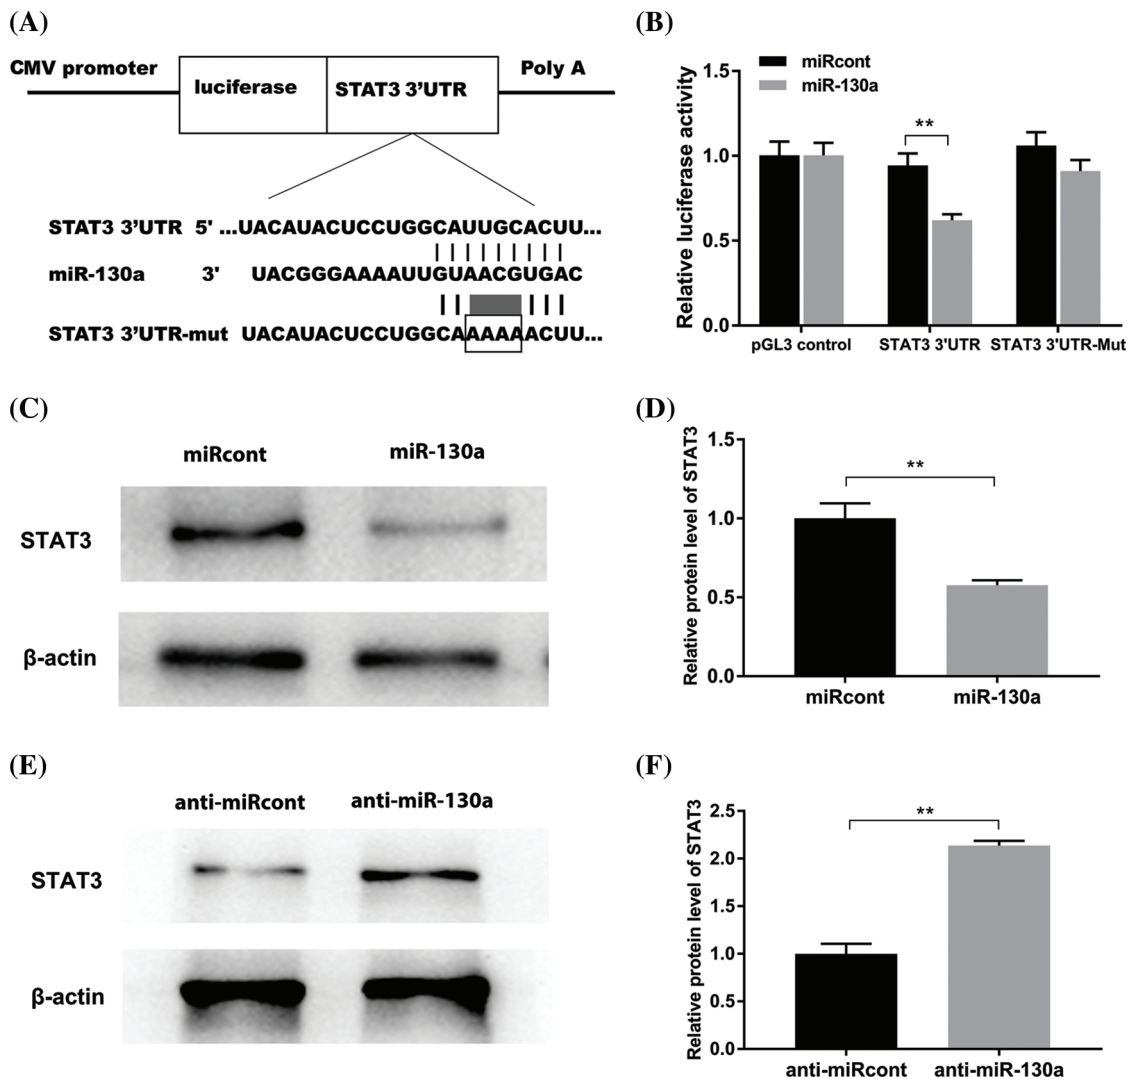 (A)
CMV promoter
luciferase
STAT3 3'UTR
Poly A
STAT3 3'UTR 5' ...UACAUACUCCUGGCAUUGCACUU...
miR-130a 3' UACGGGAAAAUUGUAACGUGAC
STAT3 3'UTR-mut UACAUACUCCUGGCAAAAAACUU...
(B)
miRcont
miR-130a
Relative luciferase activity
1.5
1.0
0.5
0.0
**
pGL3 control
STAT3 3'UTR
STAT3 3'UTR-Mut
(C)
miRcont
miR-130a
STAT3
β-actin
(D)
Relative protein level of STAT3
1.5
1.0
0.5
0.0
**
miRcont
miR-130a
(E)
anti-miRcont
anti-miR-130a
STAT3
β-actin
(F)
Relative protein level of STAT3
2.5
2.0
1.5
1.0
2.5
0.0
**
anti-miRcont
anti-miR-130a